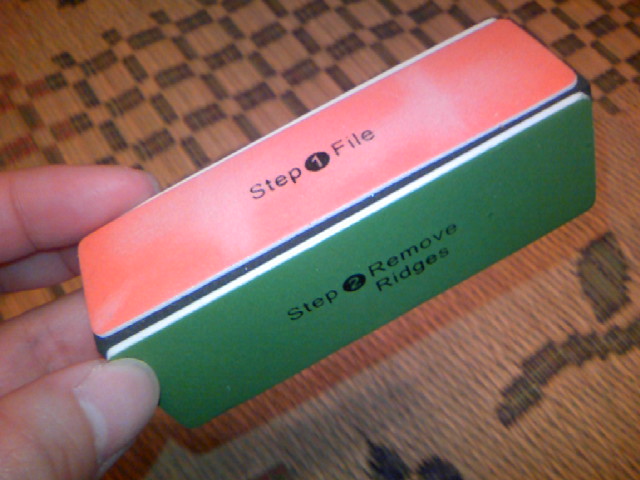 Step 1 File
Step 2 Remove
Ridges